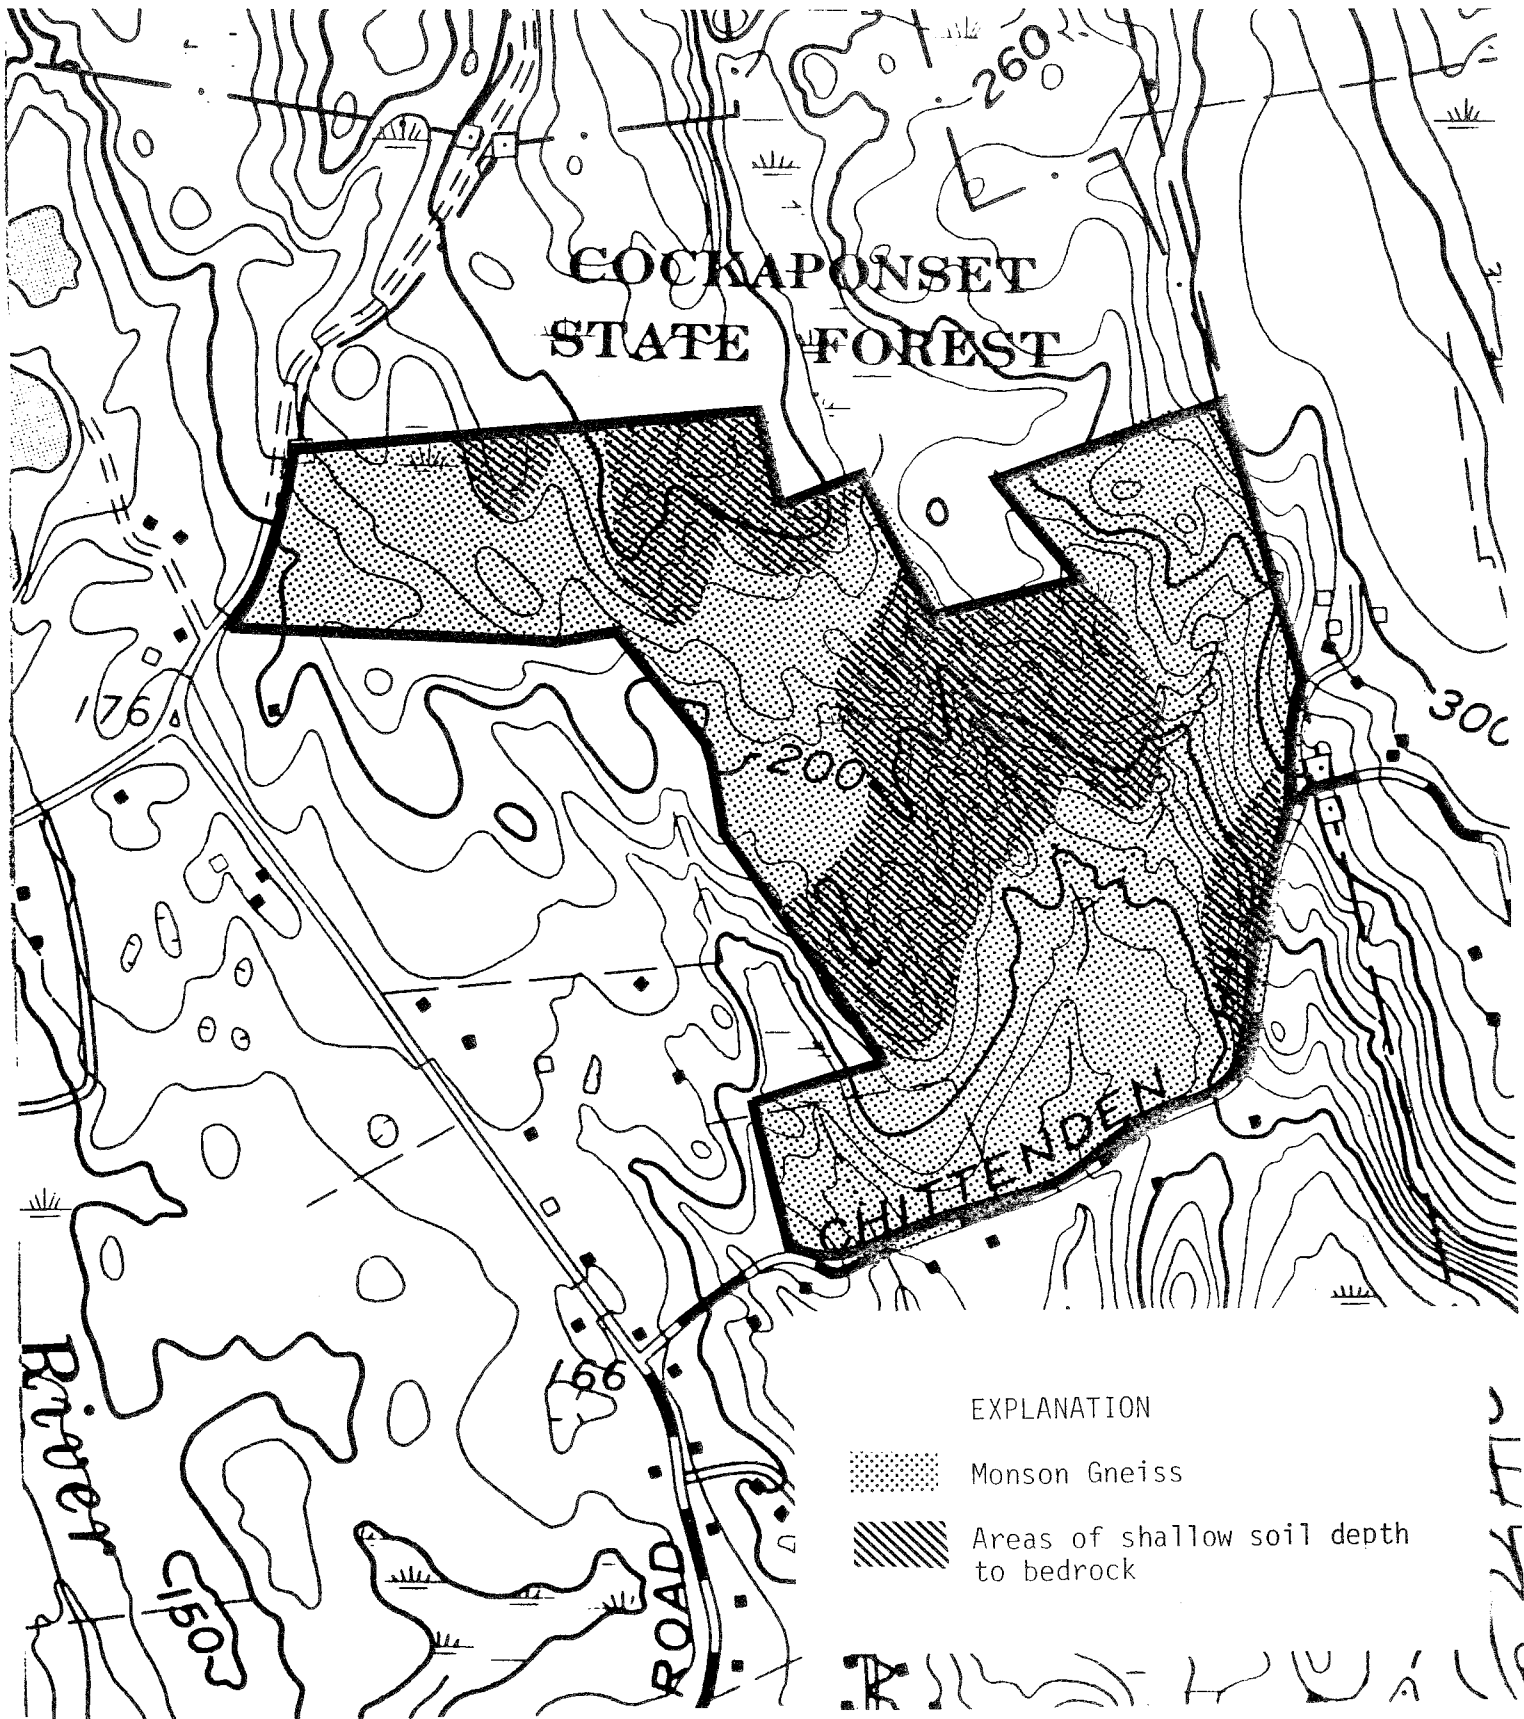 260
COCKAPONSET
STATE FOREST
176
300
200
CHITTENDEN
166
River
150
ROAD
EXPLANATION
Monson Gneiss
Areas of shallow soil depth
to bedrock